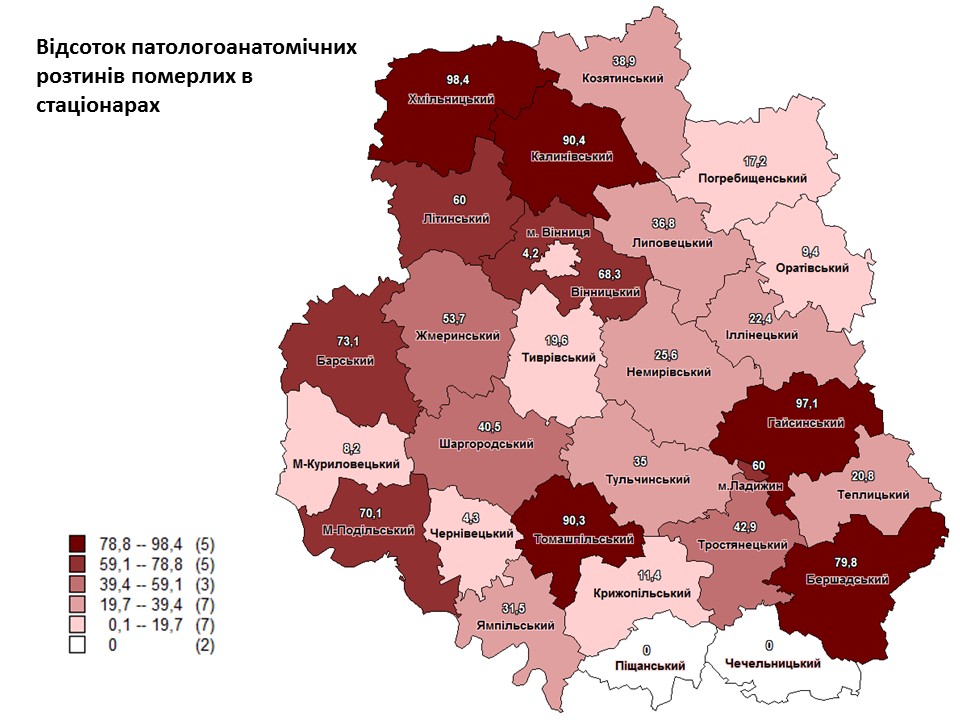 Відсоток патологоанатомічних
розтинів померлих в
стаціонарах
98,4
Хмільницький
38,9
Козятинський
90,4
Калинівський
17,2
Погребищенський
60
Літинський
м. Вінниця
4,2
68,3
Вінницький
36,8
Липовецький
9,4
Оратівський
73,1
Барський
53,7
Жмеринський
19,6
Тиврівський
25,6
Немирівський
22,4
Іллінецький
97,1
Гайсинський
8,2
М-Куриловецький
40,5
Шаргородський
35
Тульчинський
60
м.Ладижин
20,8
Теплицький
70,1
М-Подільський
4,3
Чернівецький
90,3
Томашпільський
42,9
Тростянецький
79,8
Бершадський
11,4
Крижопільський
31,5
Ямпільський
0
Піщанський
0
Чечельницький
78,8 -- 98,4 (5)
59,1 -- 78,8 (5)
39,4 -- 59,1 (3)
19,7 -- 39,4 (7)
0,1 -- 19,7 (7)
0 (2)